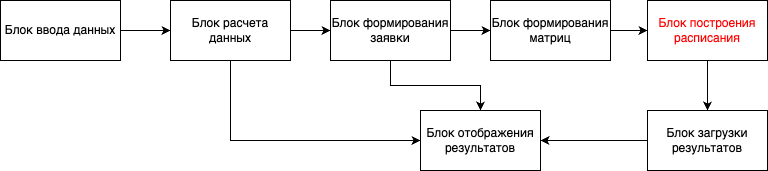 Блок ввода данных
Блок расчета
данных
Блок формирования
заявки
Блок формирования
матриц
Блок построения
расписания
Блок отображения
результатов
Блок загрузки
результатов